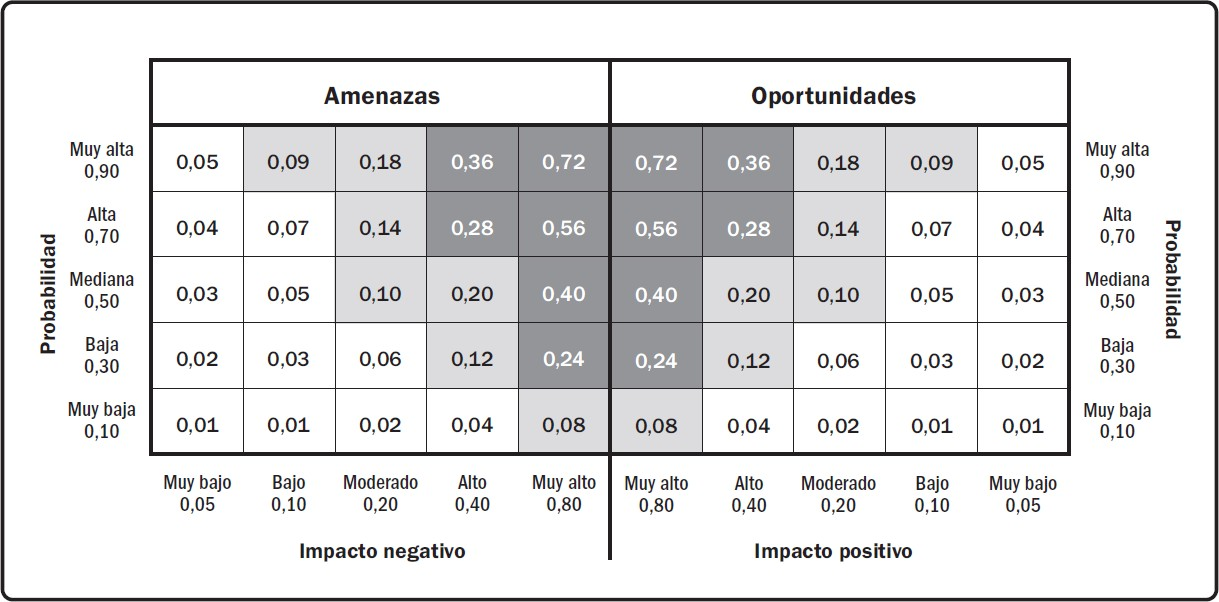 Amenazas Oportunidades
Muy alta 0,90 0,05 0,09 0,18 0,36 0,72 0,72 0,36 0,18 0,09 0,05 Muy alta 0,90
Alta 0,70 0,04 0,07 0,14 0,28 0,56 0,56 0,28 0,14 0,07 0,04 Alta 0,70
Mediana 0,50 0,03 0,05 0,10 0,20 0,40 0,40 0,20 0,10 0,05 0,03 Mediana 0,50
Baja 0,30 0,02 0,03 0,06 0,12 0,24 0,24 0,12 0,06 0,03 0,02 Baja 0,30
Muy baja 0,10 0,01 0,01 0,02 0,04 0,08 0,08 0,04 0,02 0,01 0,01 Muy baja 0,10
Probabilidad Probabilidad
Muy bajo Bajo Moderado Alto Muy alto Muy alto Alto Moderado Bajo Muy bajo
0,05 0,10 0,20 0,40 0,80 0,80 0,40 0,20 0,10 0,05
Impacto negativo Impacto positivo